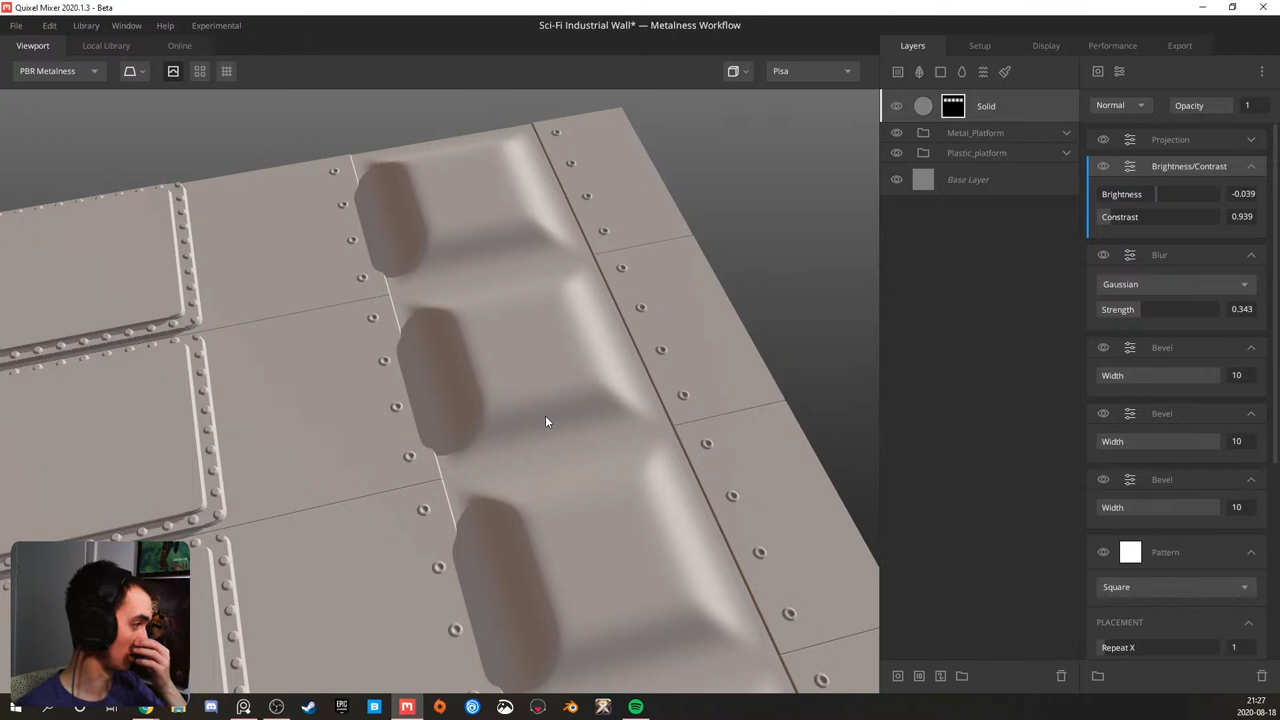 Quixel Mixer 2020.1.3 - Beta
File Edit Library Window Help Experimental
Sci-Fi Industrial Wall* — Metalness Workflow
Viewport Local Library Online
Layers Setup Display Performance Export
PBR Metalness
Pisa
Solid
Metal_Platform
Plastic_platform
Base Layer
Normal Opacity 1
Projection
Brightness/Contrast
Brightness -0.039
Constrast 0.939
Blur
Gaussian
Strength 0.343
Bevel
Width 10
Bevel
Width 10
Bevel
Width 10
Pattern
Square
PLACEMENT
Repeat X 1
EPIC
B
M
21:27
2020-08-18